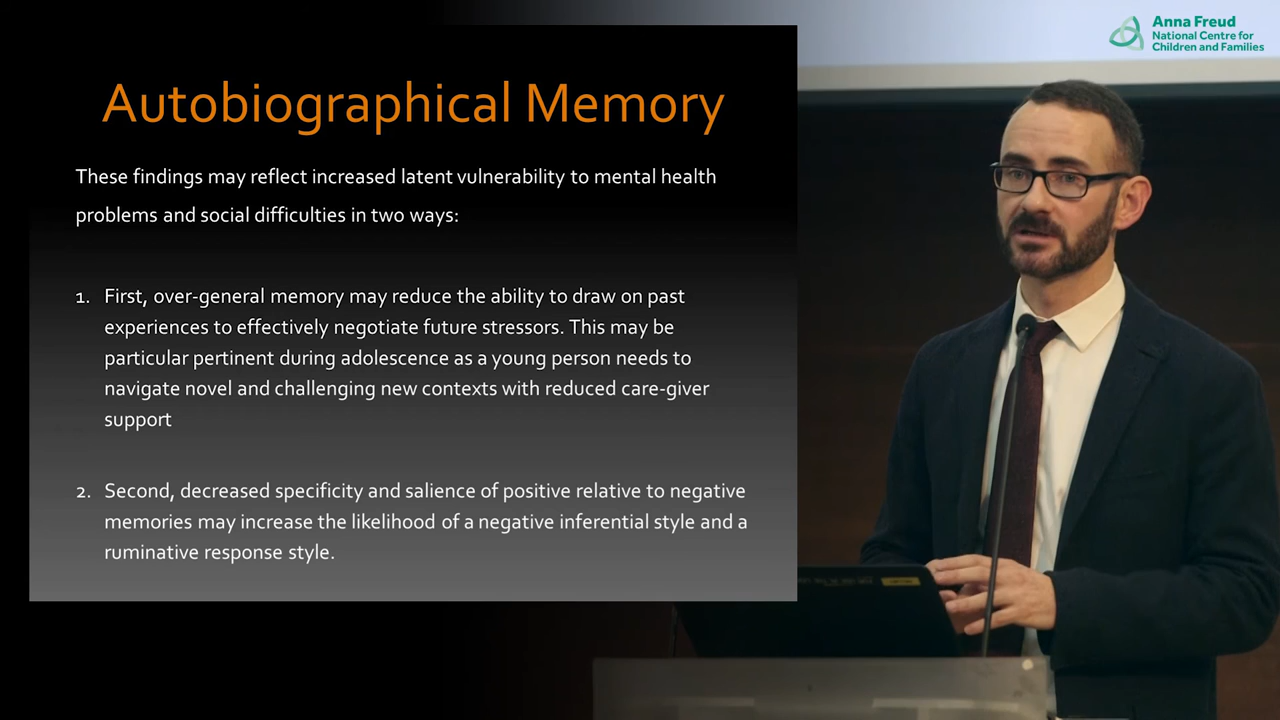 Anna Freud
National Centre for
Children and Families
Autobiographical Memory
These findings may reflect increased latent vulnerability to mental health
problems and social difficulties in two ways:
1. First, over-general memory may reduce the ability to draw on past
experiences to effectively negotiate future stressors. This may be
particular pertinent during adolescence as a young person needs to
navigate novel and challenging new contexts with reduced care-giver
support
2. Second, decreased specificity and salience of positive relative to negative
memories may increase the likelihood of a negative inferential style and a
ruminative response style.